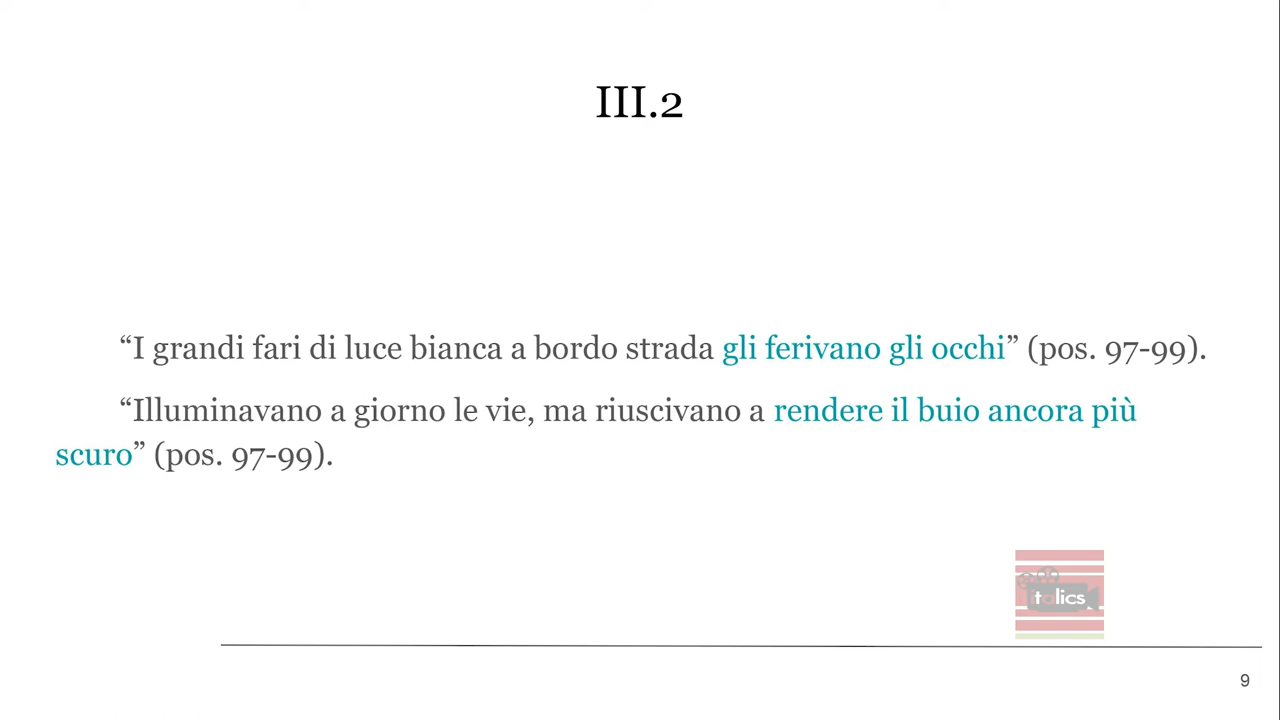 III.2
“I grandi fari di luce bianca a bordo strada gli ferivano gli occhi” (pos. 97-99).
“Illuminavano a giorno le vie, ma riuscivano a rendere il buio ancora più
scuro” (pos. 97-99).
italics
9